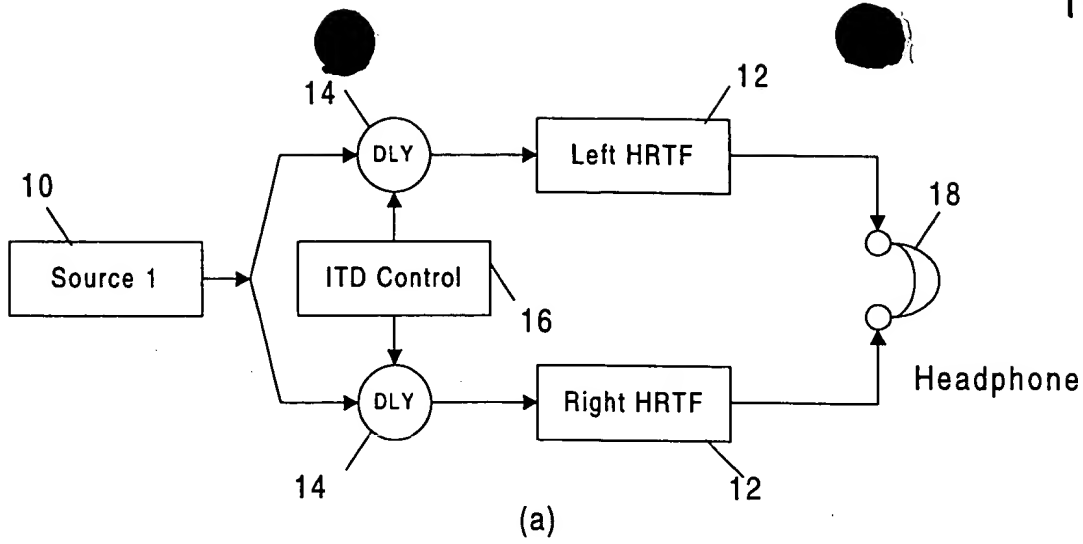 14
12
DLY
Left HRTF
10
18
Source 1
ITD Control
16
DLY
Right HRTF
Headphone
14
12
(a)